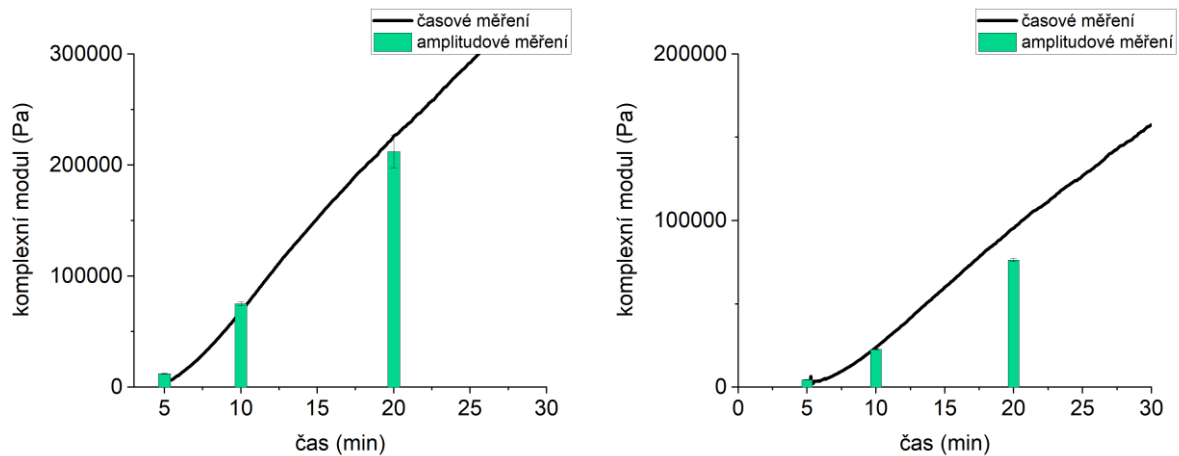 časové měření
amplitudové měření
300000
200000
100000
0
komplexní modul (Pa)
5 10 15 20 25 30
čas (min)
časové měření
amplitudové měření
200000
100000
0
komplexní modul (Pa)
0 5 10 15 20 25 30
čas (min)